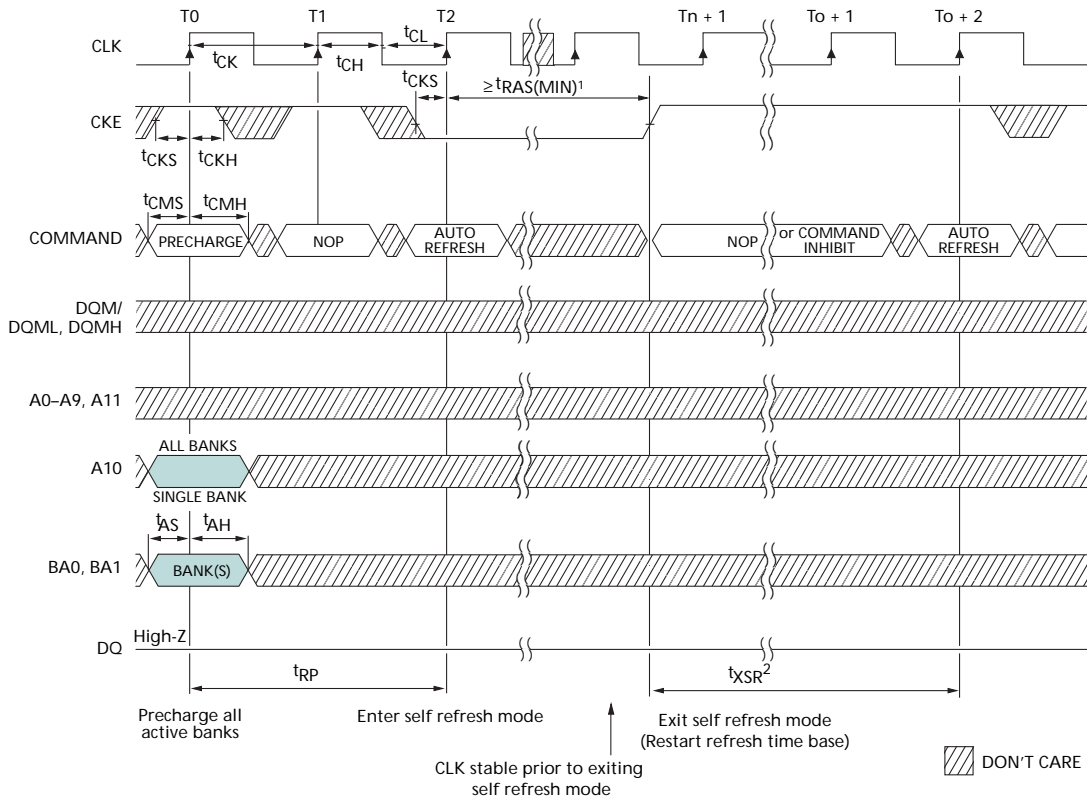 T0 T1 T2 Tn + 1 To + 1 To + 2
CLK
tCK tCH tCL
tCKS ≥tRAS(MIN)1
CKE
tCKS tCKH
tCMS tCMH
COMMAND PRECHARGE NOP AUTO REFRESH NOP or COMMAND INHIBIT AUTO REFRESH
DQM/
DQML, DQMH
A0–A9, A11
ALL BANKS
A10
SINGLE BANK
tAS tAH
BA0, BA1 BANK(S)
DQ High-Z
tRP tXSR2
Precharge all
active banks
Enter self refresh mode
CLK stable prior to exiting
self refresh mode
Exit self refresh mode
(Restart refresh time base)
DON'T CARE